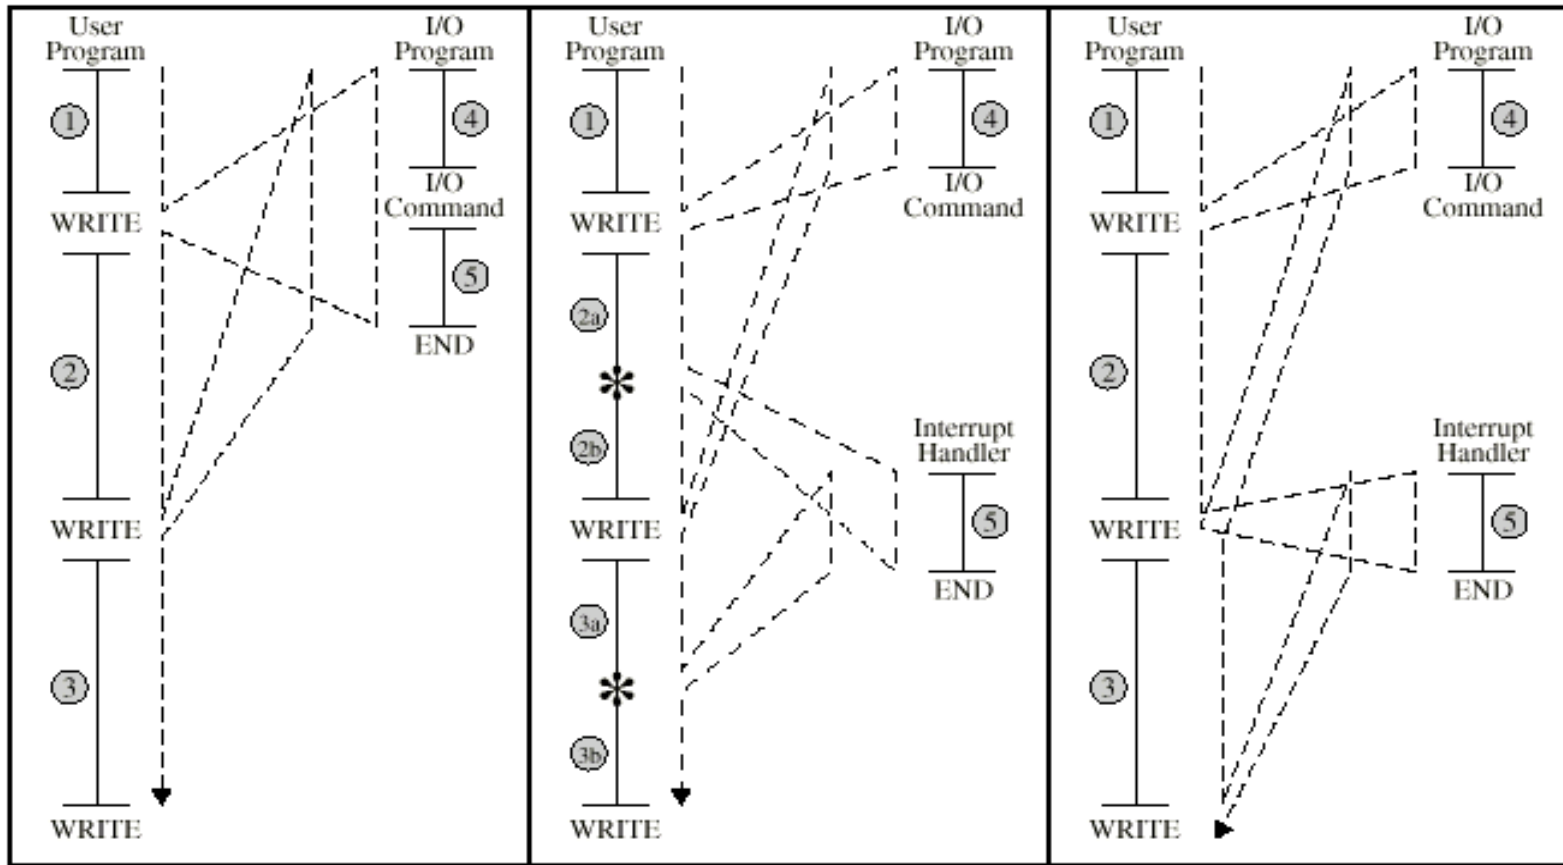 User
Program
I/O
Program
1
4
WRITE
I/O
Command
5
END
2
WRITE
3
WRITE
User
Program
I/O
Program
1
4
WRITE
I/O
Command
2a
2b
Interrupt
Handler
5
END
WRITE
3a
3b
WRITE
User
Program
I/O
Program
1
4
WRITE
I/O
Command
2
Interrupt
Handler
5
END
WRITE
3
WRITE